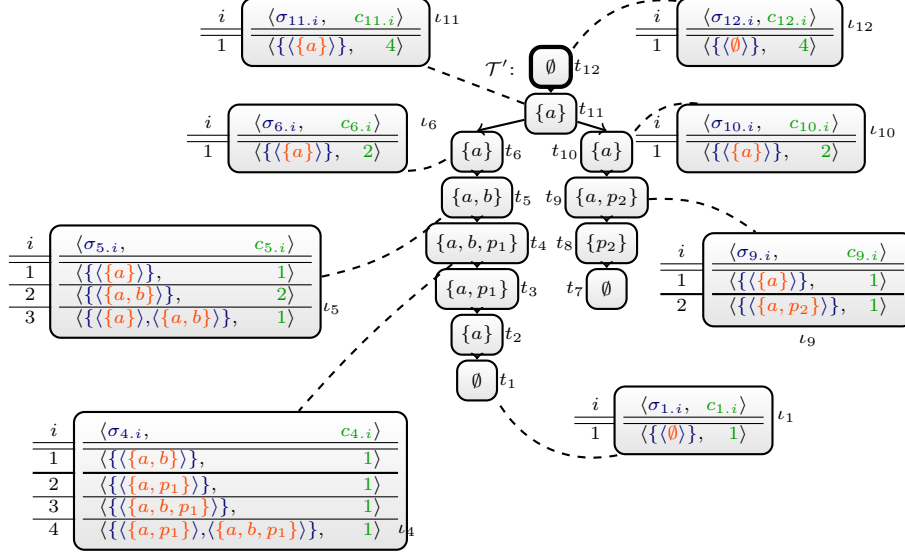 i ⟨σ11.i, c11.i⟩ ι11
1 ⟨{⟨{a}⟩}, 4⟩
i ⟨σ12.i, c12.i⟩ ι12
1 ⟨{⟨∅⟩}, 4⟩
𝒯′: ∅ t12
{a} t11
i ⟨σ6.i, c6.i⟩ ι6
1 ⟨{⟨{a}⟩}, 2⟩
{a} t6
t10 {a}
i ⟨σ10.i, c10.i⟩ ι10
1 ⟨{⟨{a}⟩}, 2⟩
{a, b} t5
t9 {a, p2}
{a, b, p1} t4
t8 {p2}
{a, p1} t3
t7 ∅
{a} t2
∅ t1
i ⟨σ5.i, c5.i⟩
1 ⟨{⟨{a}⟩}, 1⟩
2 ⟨{⟨{a, b}⟩}, 2⟩
3 ⟨{⟨{a}⟩,⟨{a, b}⟩}, 1⟩ ι5
i ⟨σ9.i, c9.i⟩
1 ⟨{⟨{a}⟩}, 1⟩
2 ⟨{⟨{a, p2}⟩}, 1⟩
ι9
i ⟨σ1.i, c1.i⟩ ι1
1 ⟨{⟨∅⟩}, 1⟩
i ⟨σ4.i, c4.i⟩
1 ⟨{⟨{a, b}⟩}, 1⟩
2 ⟨{⟨{a, p1}⟩}, 1⟩
3 ⟨{⟨{a, b, p1}⟩}, 1⟩
4 ⟨{⟨{a, p1}⟩,⟨{a, b, p1}⟩}, 1⟩ ι4